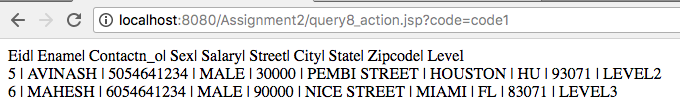 localhost:8080/Assignment2/query8_action.jsp?code=code1
Eid| Ename| Contactn_o| Sex| Salary| Street| City| State| Zipcode| Level
5 | AVINASH | 5054641234 | MALE | 30000 | PEMBI STREET | HOUSTON | HU | 93071 | LEVEL2
6 | MAHESH | 6054641234 | MALE | 90000 | NICE STREET | MIAMI | FL | 83071 | LEVEL3